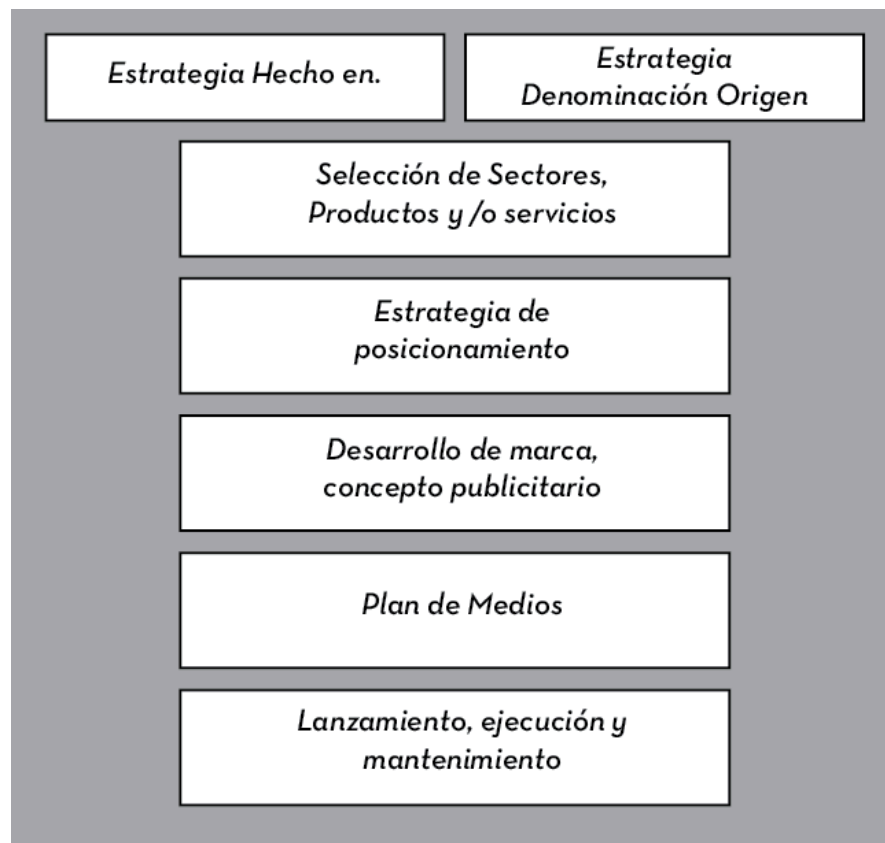 Estrategia Hecho en.
Estrategia
Denominación Origen
Selección de Sectores,
Productos y /o servicios
Estrategia de
posicionamiento
Desarrollo de marca,
concepto publicitario
Plan de Medios
Lanzamiento, ejecución y
mantenimiento